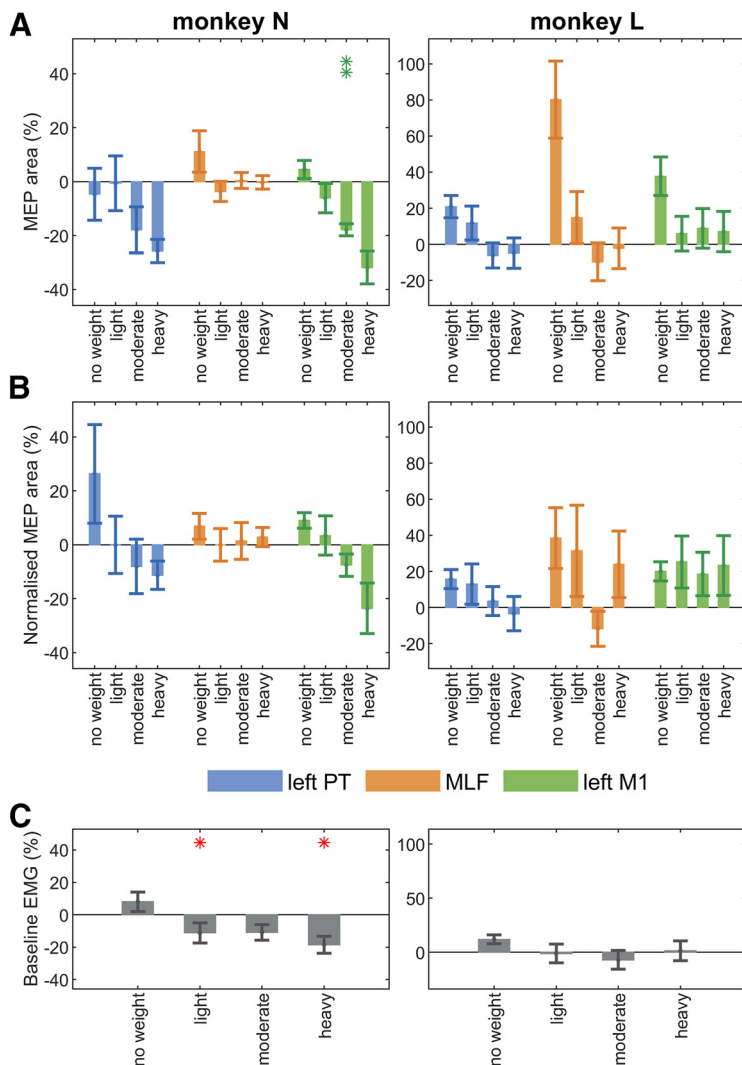 A
monkey N
monkey L
MEP area (%)
40
20
0
-20
-40
100
80
60
40
20
0
-20
no weight
light
moderate
heavy
no weight
light
moderate
heavy
no weight
light
moderate
heavy
no weight
light
moderate
heavy
no weight
light
moderate
heavy
no weight
light
moderate
heavy
B
Normalised MEP area (%)
40
20
0
-20
-40
100
80
60
40
20
0
-20
no weight
light
moderate
heavy
no weight
light
moderate
heavy
no weight
light
moderate
heavy
no weight
light
moderate
heavy
no weight
light
moderate
heavy
no weight
light
moderate
heavy
left PT MLF left M1
C
Baseline EMG (%)
40
20
0
-20
-40
100
50
0
no weight
light
moderate
heavy
no weight
light
moderate
heavy